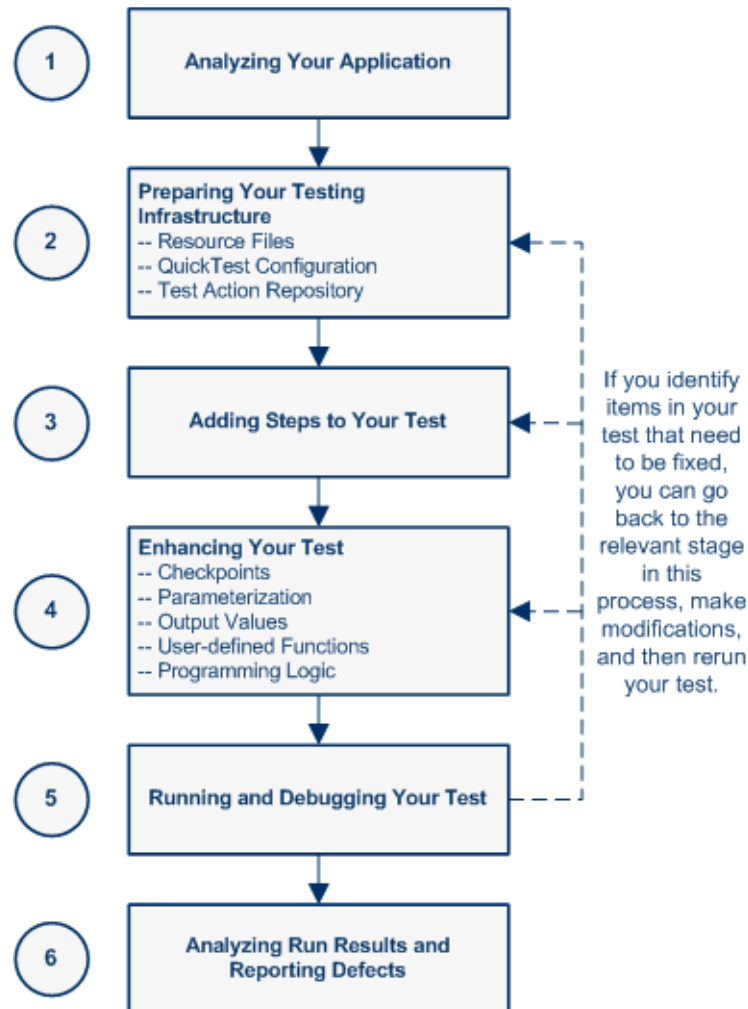 1
Analyzing Your Application
2
Preparing Your Testing
Infrastructure
-- Resource Files
-- QuickTest Configuration
-- Test Action Repository
3
Adding Steps to Your Test
4
Enhancing Your Test
-- Checkpoints
-- Parameterization
-- Output Values
-- User-defined Functions
-- Programming Logic
5
Running and Debugging Your Test
6
Analyzing Run Results and
Reporting Defects
If you identify
items in your
test that need
to be fixed,
you can go
back to the
relevant stage
in this
process, make
modifications,
and then rerun
your test.